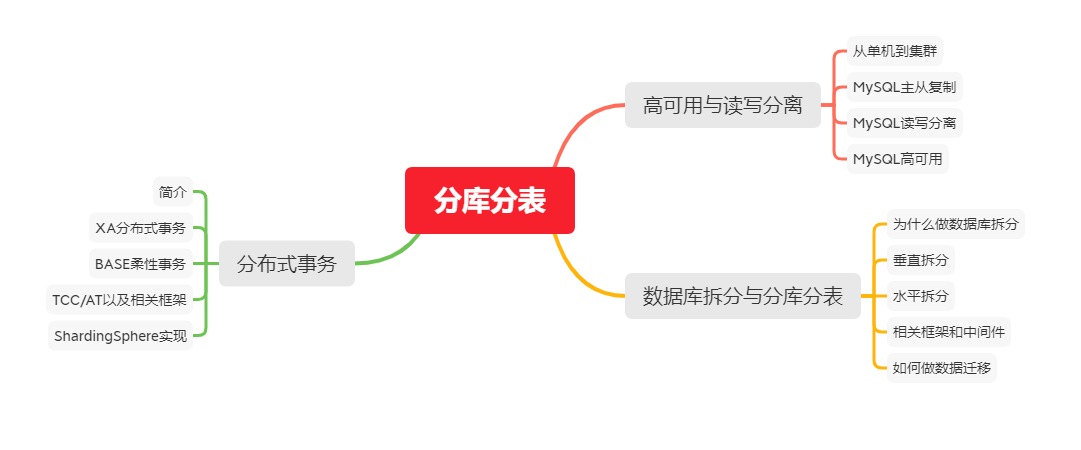 分库分表
高可用与读写分离
从单机到集群
MySQL主从复制
MySQL读写分离
MySQL高可用
数据库拆分与分库分表
为什么做数据库拆分
垂直拆分
水平拆分
相关框架和中间件
如何做数据迁移
分布式事务
简介
XA分布式事务
BASE柔性事务
TCC/AT以及相关框架
ShardingSphere实现